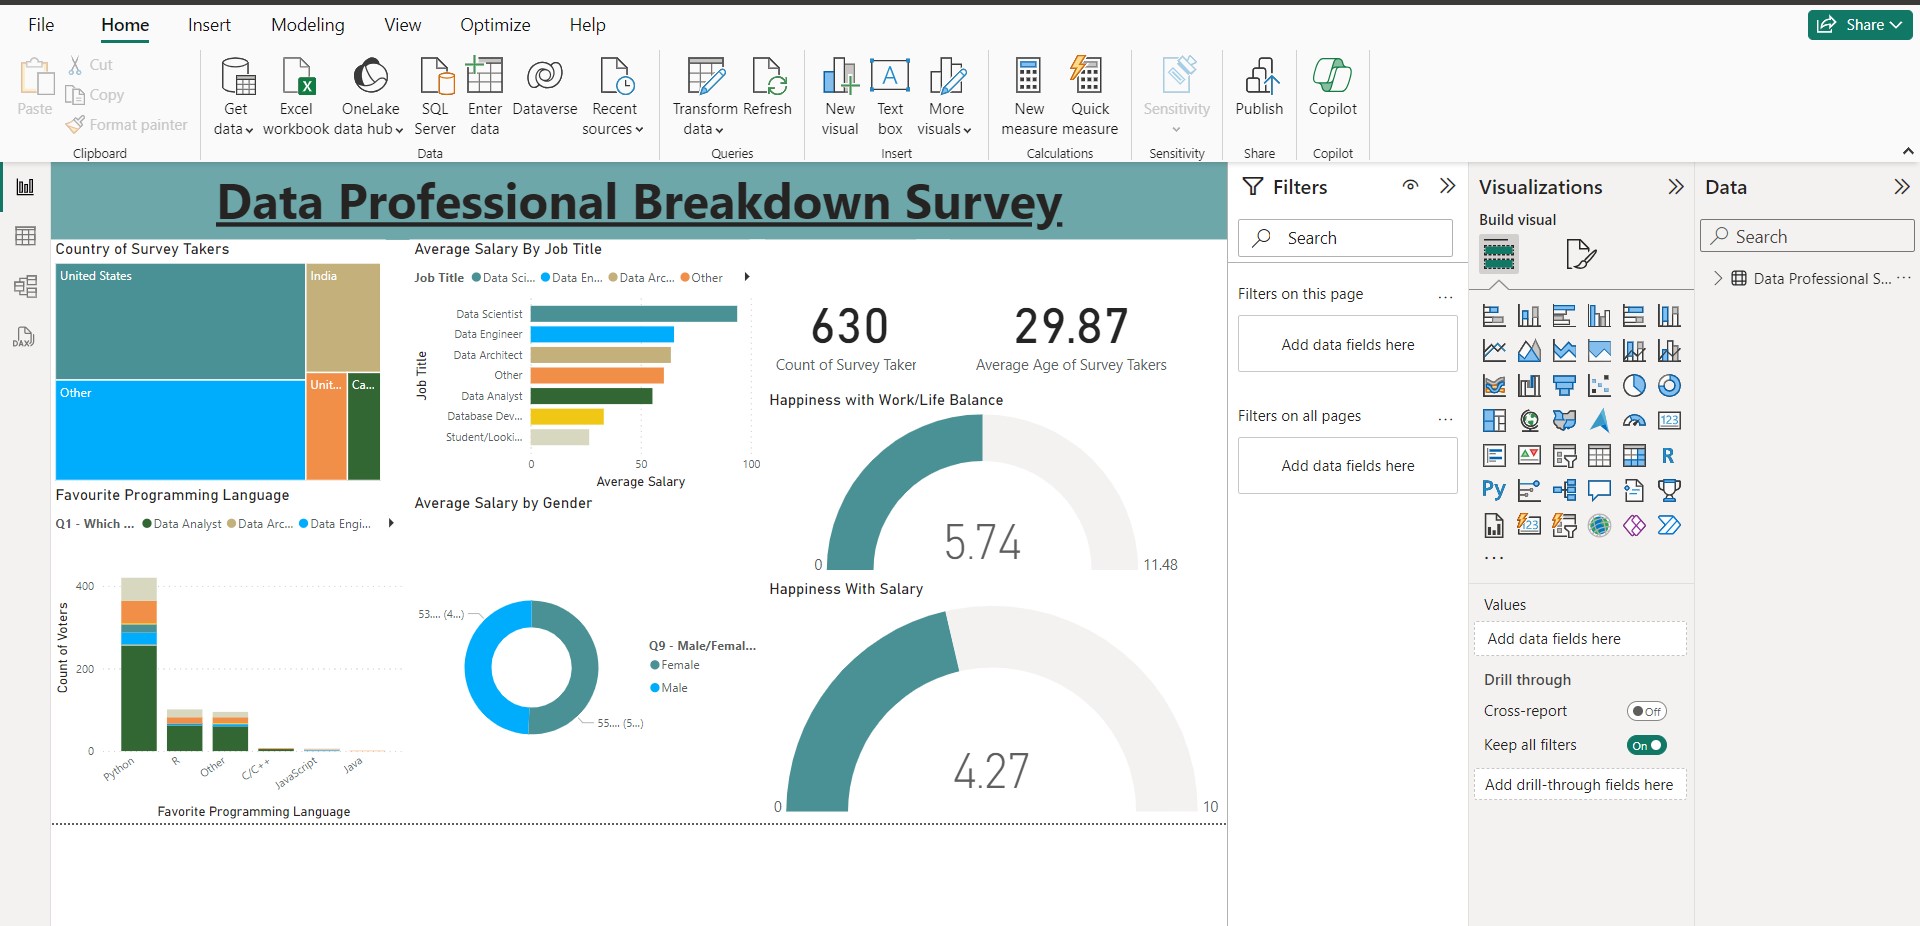 File Home Insert Modeling View Optimize Help
Share
Paste
Cut
Copy
Format painter
Clipboard
Get data
Excel workbook
OneLake data hub
SQL Server
Enter data
Dataverse
Recent sources
Data
Transform data
Refresh
Queries
New visual
Text box
More visuals
Insert
New measure
Quick measure
Calculations
Sensitivity
Sensitivity
Publish
Share
Copilot
Copilot
DAX
Data Professional Breakdown Survey
Country of Survey Takers
United States
India
Other
Unit...
Ca...
Favourite Programming Language
Q1 - Which ... Data Analyst Data Arc... Data Engi...
Count of Voters
400
200
0
Python R Other C/C++ JavaScript Java
Favorite Programming Language
Average Salary By Job Title
Job Title Data Sci... Data En... Data Arc... Other
Job Title
Data Scientist
Data Engineer
Data Architect
Other
Data Analyst
Database Dev...
Student/Looki...
0 50 100
Average Salary
Average Salary by Gender
53.... (4...)
55.... (5...)
Q9 - Male/Femal...
Female
Male
630
Count of Survey Taker
29.87
Average Age of Survey Takers
Happiness with Work/Life Balance
5.74
0 11.48
Happiness With Salary
4.27
0 10
Filters
Search
Filters on this page ...
Add data fields here
Filters on all pages ...
Add data fields here
Visualizations
Build visual
123
R
Py
123
...
Values
Add data fields here
Drill through
Cross-report Off
Keep all filters On
Add drill-through fields here
Data
Search
Data Professional S... ...